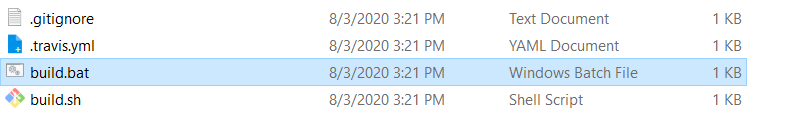 .gitignore 8/3/2020 3:21 PM Text Document 1 KB
.travis.yml 8/3/2020 3:21 PM YAML Document 1 KB
build.bat 8/3/2020 3:21 PM Windows Batch File 1 KB
build.sh 8/3/2020 3:21 PM Shell Script 1 KB